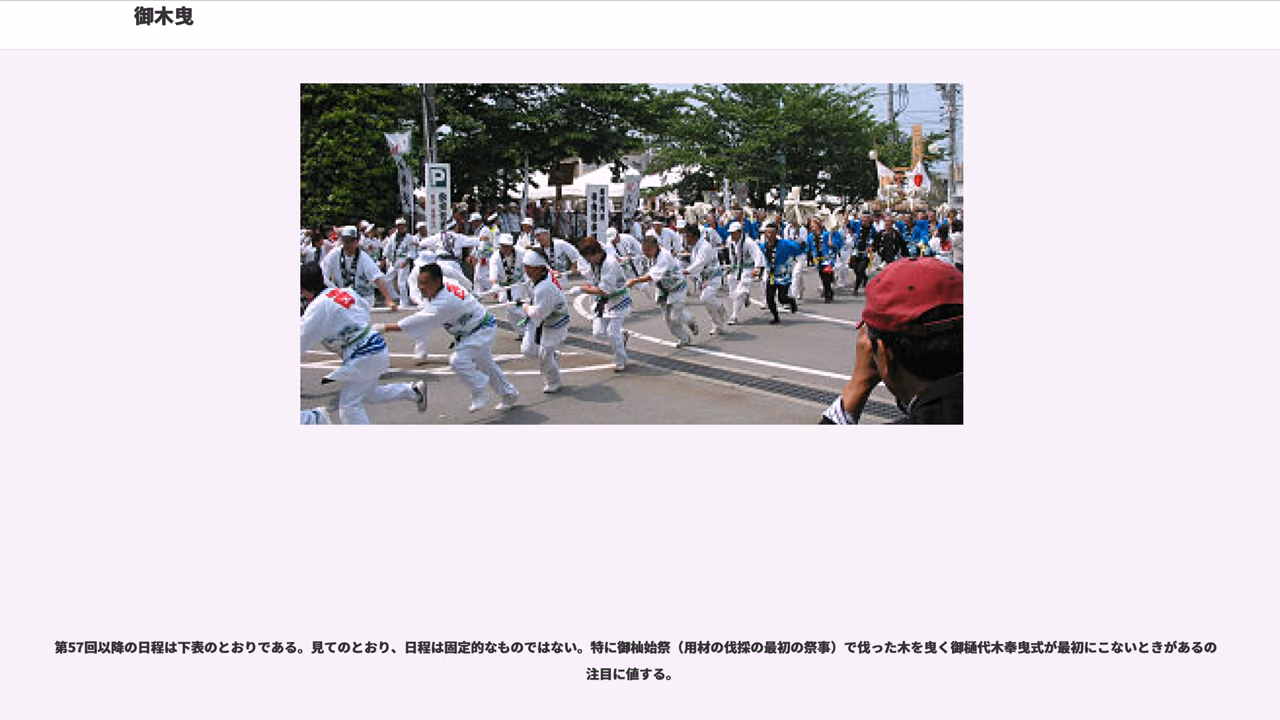 御木曳
P
第57回以降の日程は下表のとおりである。見てのとおり、日程は固定的なものではない。特に御杣始祭（用材の伐採の最初の祭事）で伐った木を曳く御樋代木奉曳式が最初にこないときがあるの
注目に値する。